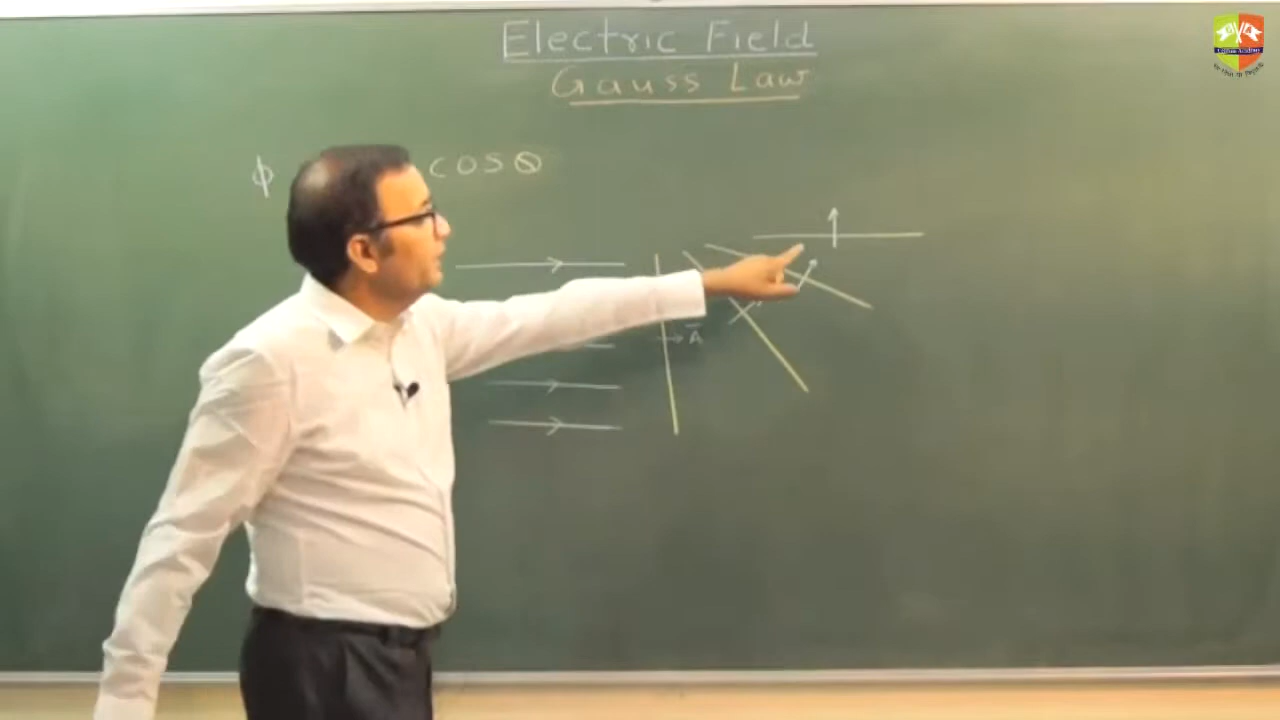 Electric Field
Gauss Law
ϕ cosθ
A⃗